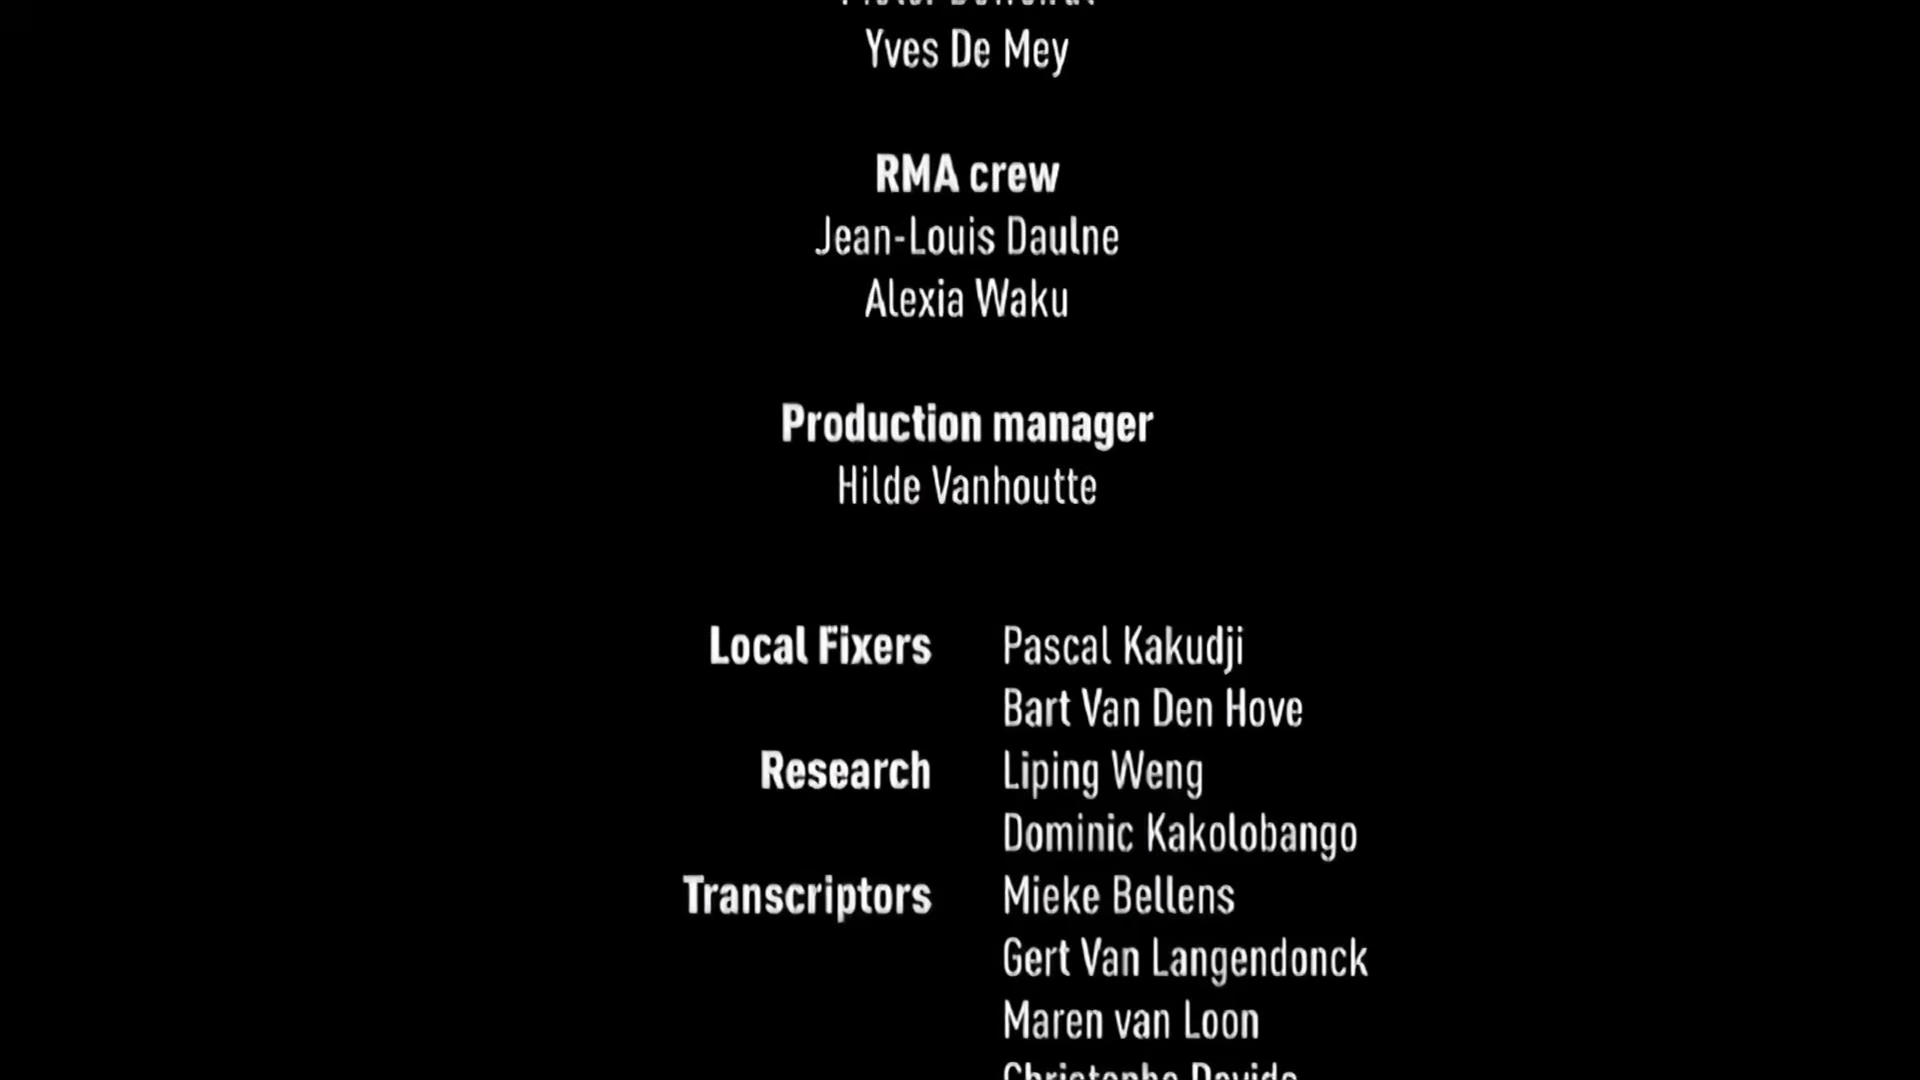 Yves De Mey
RMA crew
Jean-Louis Daulne
Alexia Waku
Production manager
Hilde Vanhoutte
Local Fixers Pascal Kakudji
Bart Van Den Hove
Research Liping Weng
Dominic Kakolobango
Transcriptors Mieke Bellens
Gert Van Langendonck
Maren van Loon